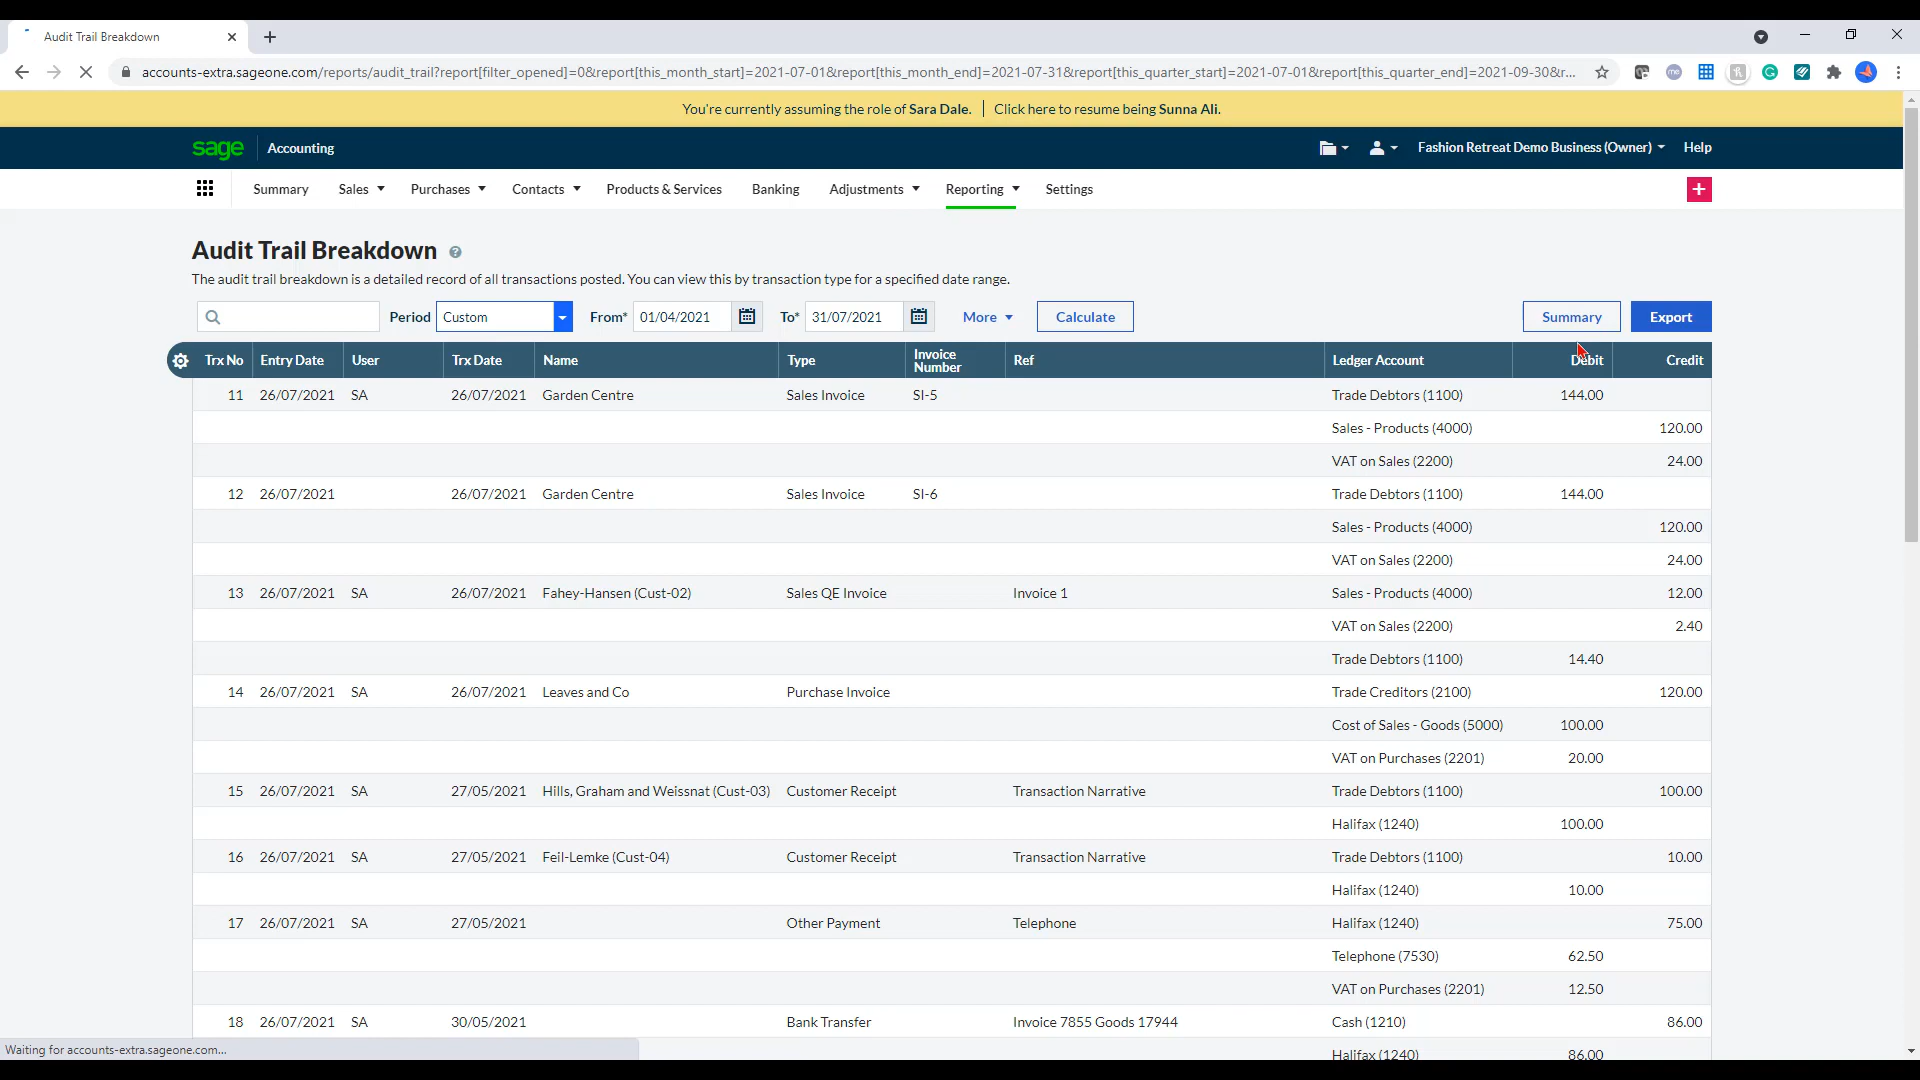 Audit Trail Breakdown
accounts-extra.sageone.com/reports/audit_trail?report[filter_opened]=0&report[this_month_start]=2021-07-01&report[this_month_end]=2021-07-31&report[this_quarter_start]=2021-07-01&report[this_quarter_end]=2021-09-30&r...
You're currently assuming the role of Sara Dale. | Click here to resume being Sunna Ali.
sage Accounting Fashion Retreat Demo Business (Owner) Help
Summary Sales Purchases Contacts Products & Services Banking Adjustments Reporting Settings +
Audit Trail Breakdown ?
The audit trail breakdown is a detailed record of all transactions posted. You can view this by transaction type for a specified date range.
Period Custom From* 01/04/2021 To* 31/07/2021 More Calculate Summary Export
Trx No Entry Date User Trx Date Name Type Invoice Number Ref Ledger Account Debit Credit
11 26/07/2021 SA 26/07/2021 Garden Centre Sales Invoice SI-5 Trade Debtors (1100) 144.00
Sales - Products (4000) 120.00
VAT on Sales (2200) 24.00
12 26/07/2021 26/07/2021 Garden Centre Sales Invoice SI-6 Trade Debtors (1100) 144.00
Sales - Products (4000) 120.00
VAT on Sales (2200) 24.00
13 26/07/2021 SA 26/07/2021 Fahey-Hansen (Cust-02) Sales QE Invoice Invoice 1 Sales - Products (4000) 12.00
VAT on Sales (2200) 2.40
Trade Debtors (1100) 14.40
14 26/07/2021 SA 26/07/2021 Leaves and Co Purchase Invoice Trade Creditors (2100) 120.00
Cost of Sales - Goods (5000) 100.00
VAT on Purchases (2201) 20.00
15 26/07/2021 SA 27/05/2021 Hills, Graham and Weissnat (Cust-03) Customer Receipt Transaction Narrative Trade Debtors (1100) 100.00
Halifax (1240) 100.00
16 26/07/2021 SA 27/05/2021 Feil-Lemke (Cust-04) Customer Receipt Transaction Narrative Trade Debtors (1100) 10.00
Halifax (1240) 10.00
17 26/07/2021 SA 27/05/2021 Other Payment Telephone Halifax (1240) 75.00
Telephone (7530) 62.50
VAT on Purchases (2201) 12.50
18 26/07/2021 SA 30/05/2021 Bank Transfer Invoice 7855 Goods 17944 Cash (1210) 86.00
Halifax (1240) 86.00
Waiting for accounts-extra.sageone.com...